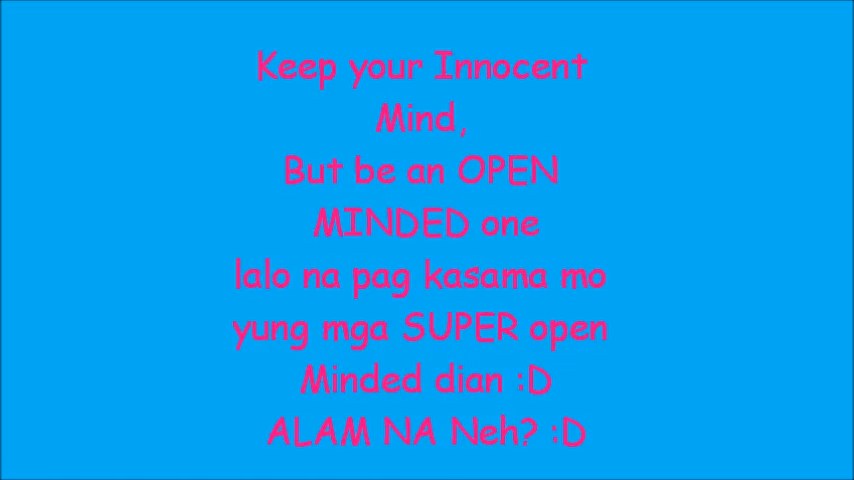 Keep your Innocent
Mind,
But be an OPEN
MINDED one
lalo na pag kasama mo
yung mga SUPER open
Minded dian :D
ALAM NA Neh? :D